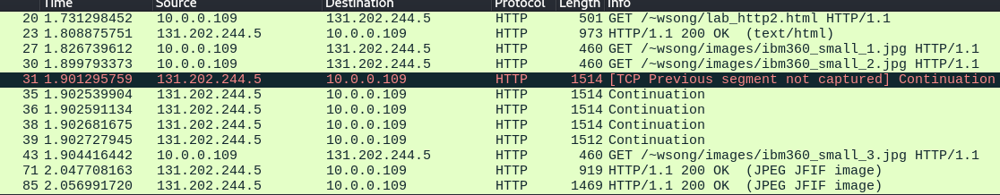 Time Source Destination Protocol Length Info
20 1.731298452 10.0.0.109 131.202.244.5 HTTP 501 GET /~wsong/lab_http2.html HTTP/1.1
23 1.808875751 131.202.244.5 10.0.0.109 HTTP 973 HTTP/1.1 200 OK (text/html)
27 1.826739612 10.0.0.109 131.202.244.5 HTTP 460 GET /~wsong/images/ibm360_small_1.jpg HTTP/1.1
30 1.899793373 10.0.0.109 131.202.244.5 HTTP 460 GET /~wsong/images/ibm360_small_2.jpg HTTP/1.1
31 1.901295759 131.202.244.5 10.0.0.109 HTTP 1514 [TCP Previous segment not captured] Continuation
35 1.902539904 131.202.244.5 10.0.0.109 HTTP 1514 Continuation
36 1.902591134 131.202.244.5 10.0.0.109 HTTP 1514 Continuation
38 1.902681675 131.202.244.5 10.0.0.109 HTTP 1514 Continuation
39 1.902727945 131.202.244.5 10.0.0.109 HTTP 1512 Continuation
43 1.904416442 10.0.0.109 131.202.244.5 HTTP 460 GET /~wsong/images/ibm360_small_3.jpg HTTP/1.1
71 2.047708163 131.202.244.5 10.0.0.109 HTTP 919 HTTP/1.1 200 OK (JPEG JFIF image)
85 2.056991720 131.202.244.5 10.0.0.109 HTTP 1469 HTTP/1.1 200 OK (JPEG JFIF image)